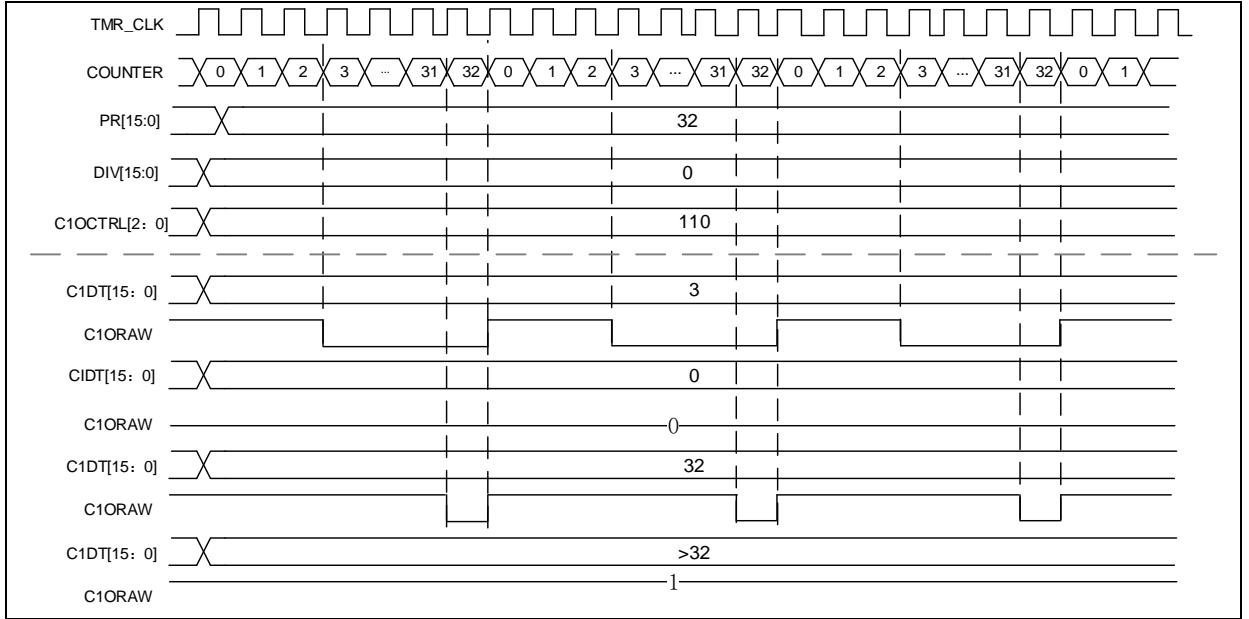 TMR_CLK
COUNTER 0 1 2 3 ... 31 32 0 1 2 3 ... 31 32 0 1 2 3 ... 31 32 0 1
PR[15:0] 32
DIV[15:0] 0
C1OCTRL[2：0] 110
C1DT[15：0] 3
C1ORAW
CIDT[15：0] 0
C1ORAW 0
C1DT[15：0] 32
C1ORAW
C1DT[15：0] >32
C1ORAW 1